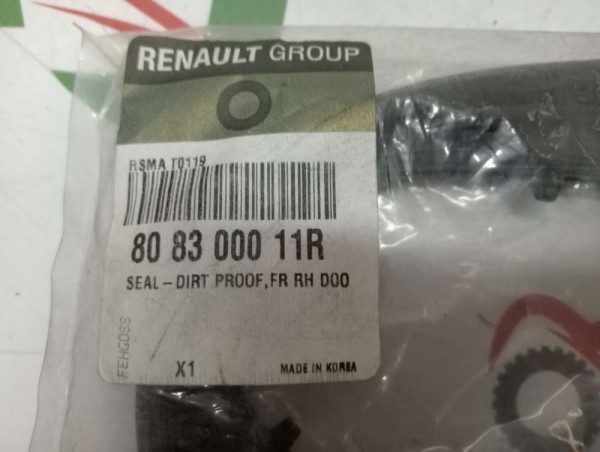 RENAULT GROUP
RSMA T0119
80 83 000 11R
SEAL-DIRT PROOF,FR RH DOO
FEHGOSS
X1
MADE IN KOREA